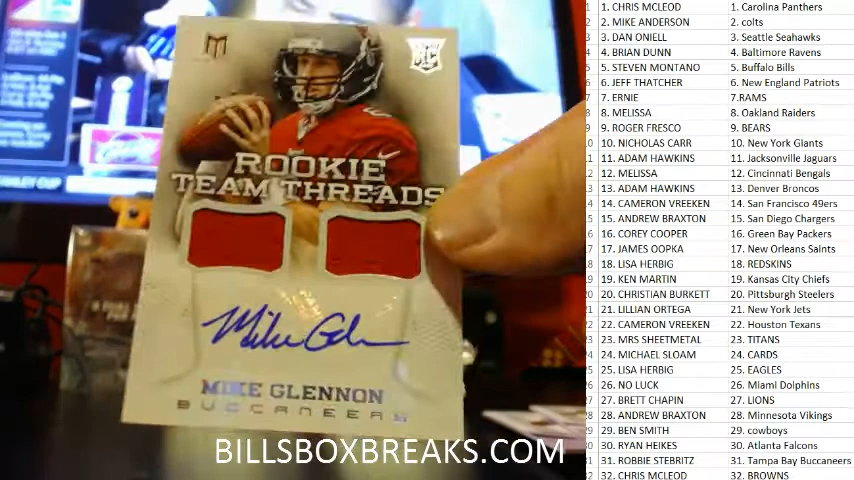 M
RC
ROOKIE
TEAM THREADS
Mike Glennon
MIKE GLENNON
BUCCANEERS
BILLSBOXBREAKS.COM
1. CHRIS MCLEOD 1. Carolina Panthers
2. MIKE ANDERSON 2. colts
3. DAN ONIELL 3. Seattle Seahawks
4. BRIAN DUNN 4. Baltimore Ravens
5. STEVEN MONTANO 5. Buffalo Bills
6. JEFF THATCHER 6. New England Patriots
7. ERNIE 7.RAMS
8. MELISSA 8. Oakland Raiders
9. ROGER FRESCO 9. BEARS
10. NICHOLAS CARR 10. New York Giants
11. ADAM HAWKINS 11. Jacksonville Jaguars
12. MELISSA 12. Cincinnati Bengals
13. ADAM HAWKINS 13. Denver Broncos
14. CAMERON VREEKEN 14. San Francisco 49ers
15. ANDREW BRAXTON 15. San Diego Chargers
16. COREY COOPER 16. Green Bay Packers
17. JAMES OOPKA 17. New Orleans Saints
18. LISA HERBIG 18. REDSKINS
19. KEN MARTIN 19. Kansas City Chiefs
20. CHRISTIAN BURKETT 20. Pittsburgh Steelers
21. LILLIAN ORTEGA 21. New York Jets
22. CAMERON VREEKEN 22. Houston Texans
23. MRS SHEETMETAL 23. TITANS
24. MICHAEL SLOAM 24. CARDS
25. LISA HERBIG 25. EAGLES
26. NO LUCK 26. Miami Dolphins
27. BRETT CHAPIN 27. LIONS
28. ANDREW BRAXTON 28. Minnesota Vikings
29. BEN SMITH 29. cowboys
30. RYAN HEIKES 30. Atlanta Falcons
31. ROBBIE STEBRITZ 31. Tampa Bay Buccaneers
32. CHRIS MCLEOD 32. BROWNS